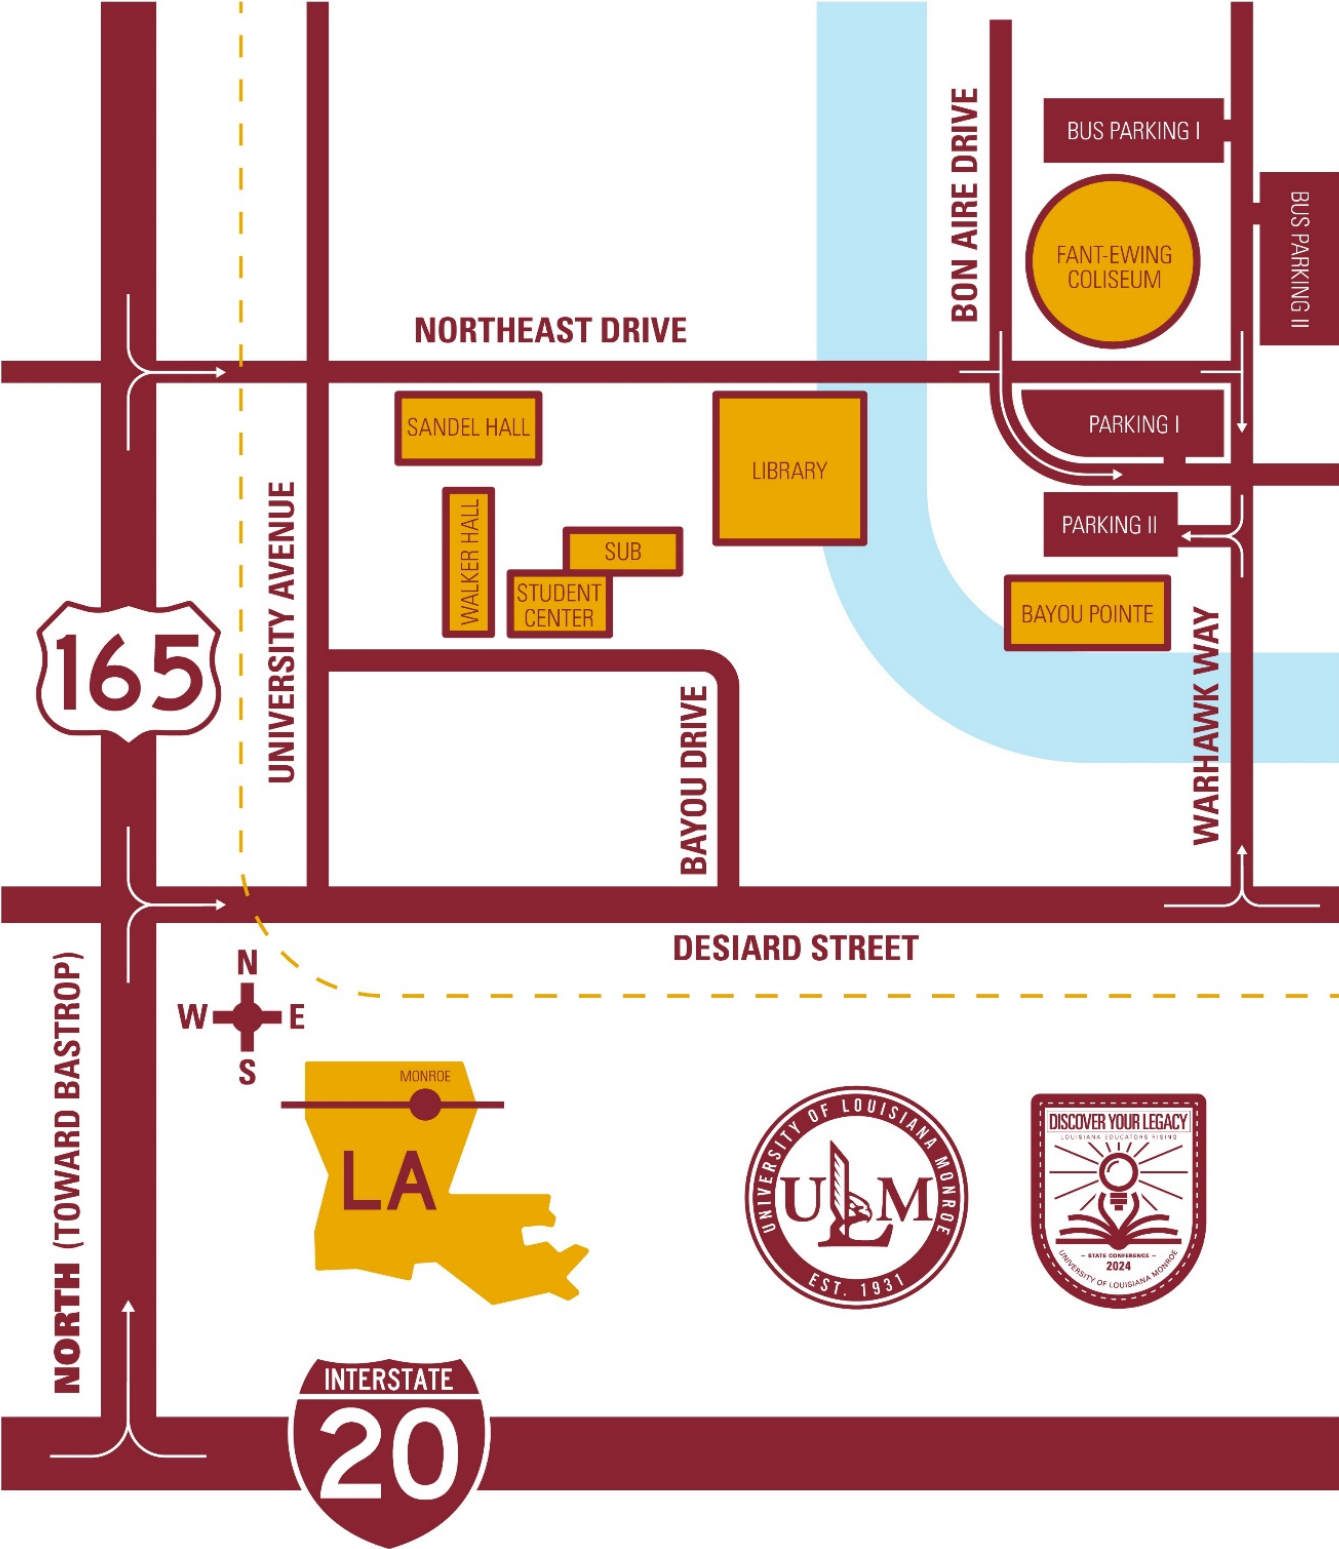 BON AIRE DRIVE
BUS PARKING I
BUS PARKING II
FANT-EWING
COLISEUM
NORTHEAST DRIVE
SANDEL HALL
LIBRARY
PARKING I
WALKER HALL
SUB
STUDENT
CENTER
PARKING II
BAYOU POINTE
165
UNIVERSITY AVENUE
BAYOU DRIVE
WARHAWK WAY
DESIARD STREET
NORTH (TOWARD BASTROP)
N
W E
S
MONROE
LA
UNIVERSITY OF LOUISIANA MONROE
ULM
EST. 1931
DISCOVER YOUR LEGACY
LOUISIANA EDUCATORS RISING
– STATE CONFERENCE –
2024
UNIVERSITY OF LOUISIANA MONROE
INTERSTATE
20